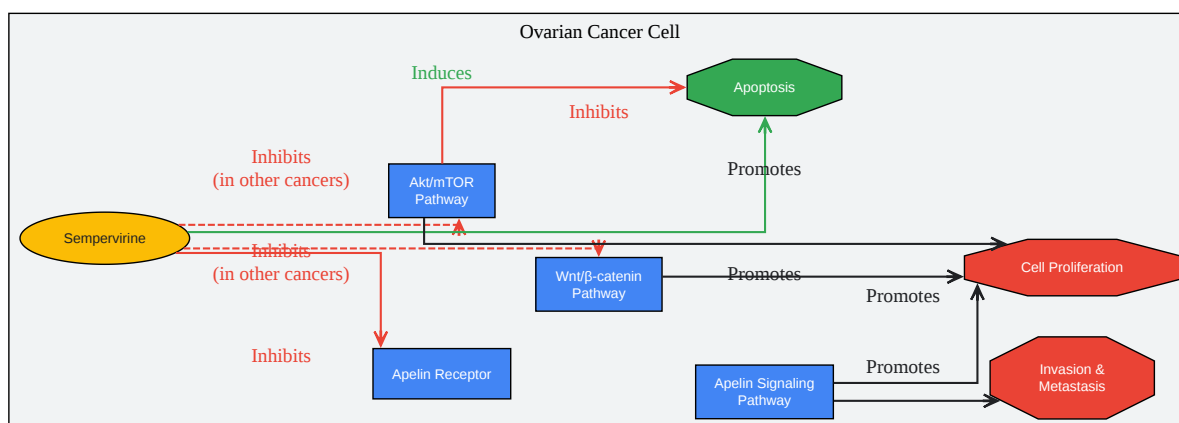 Ovarian Cancer Cell
Induces
Apoptosis
Inhibits
Inhibits
(in other cancers)
Akt/mTOR
Pathway
Promotes
Sempervirine
Inhibits
(in other cancers)
Wnt/β-catenin
Pathway
Promotes
Cell Proliferation
Promotes
Inhibits
Apelin Receptor
Promotes
Apelin Signaling
Pathway
Invasion &
Metastasis